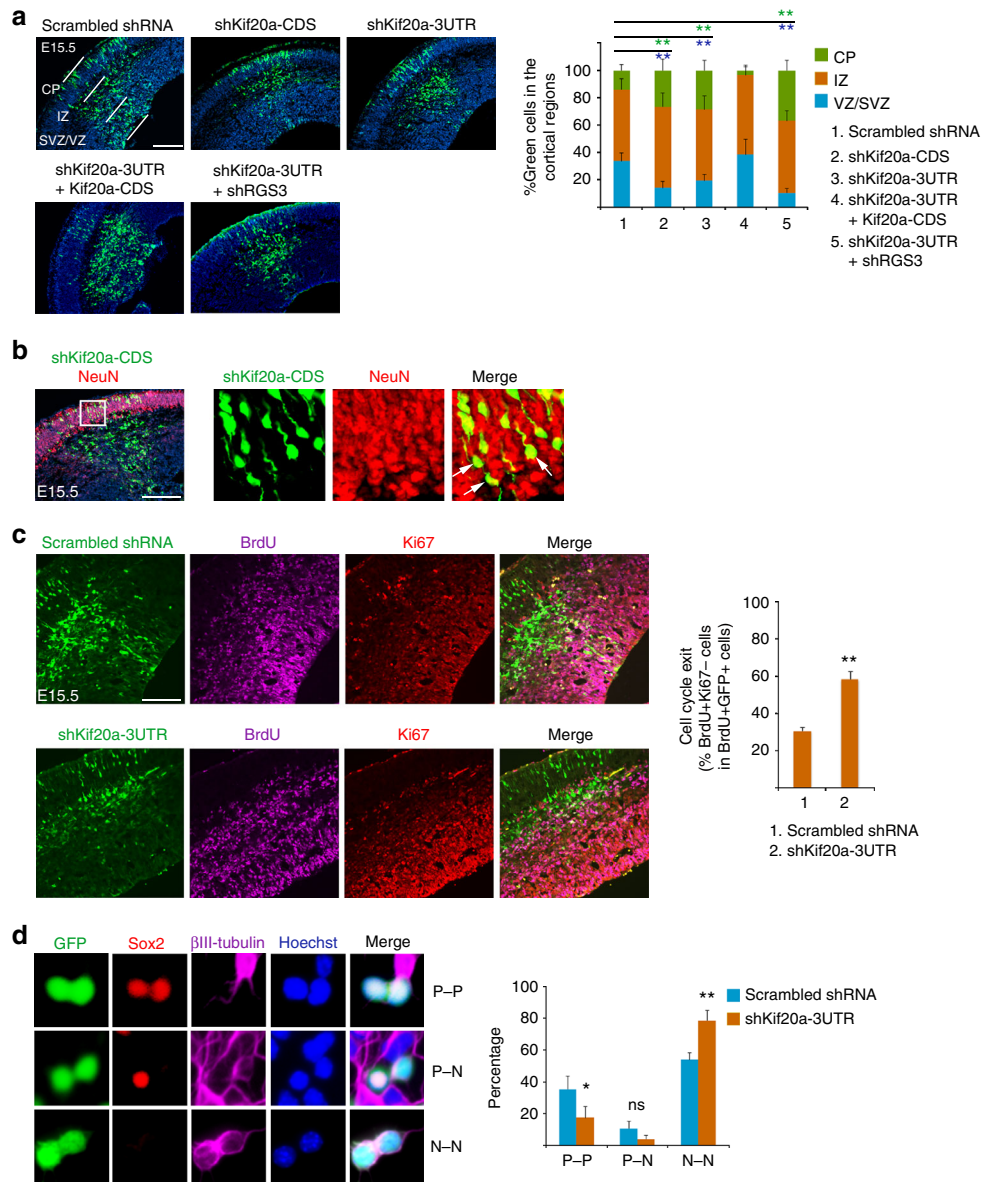 a
Scrambled shRNA
shKif20a-CDS
shKif20a-3UTR
E15.5
CP
IZ
SVZ/VZ
shKif20a-3UTR
+ Kif20a-CDS
shKif20a-3UTR
+ shRGS3
%Green cells in the
cortical regions
100
80
60
40
20
**
**
**
**
**
**
1 2 3 4 5
CP
IZ
VZ/SVZ
1. Scrambled shRNA
2. shKif20a-CDS
3. shKif20a-3UTR
4. shKif20a-3UTR
+ Kif20a-CDS
5. shKif20a-3UTR
+ shRGS3
b
shKif20a-CDS
NeuN
E15.5
shKif20a-CDS
NeuN
Merge
c
Scrambled shRNA
BrdU
Ki67
Merge
E15.5
shKif20a-3UTR
BrdU
Ki67
Merge
Cell cycle exit
(% BrdU+Ki67– cells
in BrdU+GFP+ cells)
100
80
60
40
20
**
1 2
1. Scrambled shRNA
2. shKif20a-3UTR
d
GFP
Sox2
βIII-tubulin
Hoechst
Merge
P–P
P–N
N–N
Percentage
100
80
60
40
20
*
ns
**
P–P P–N N–N
Scrambled shRNA
shKif20a-3UTR